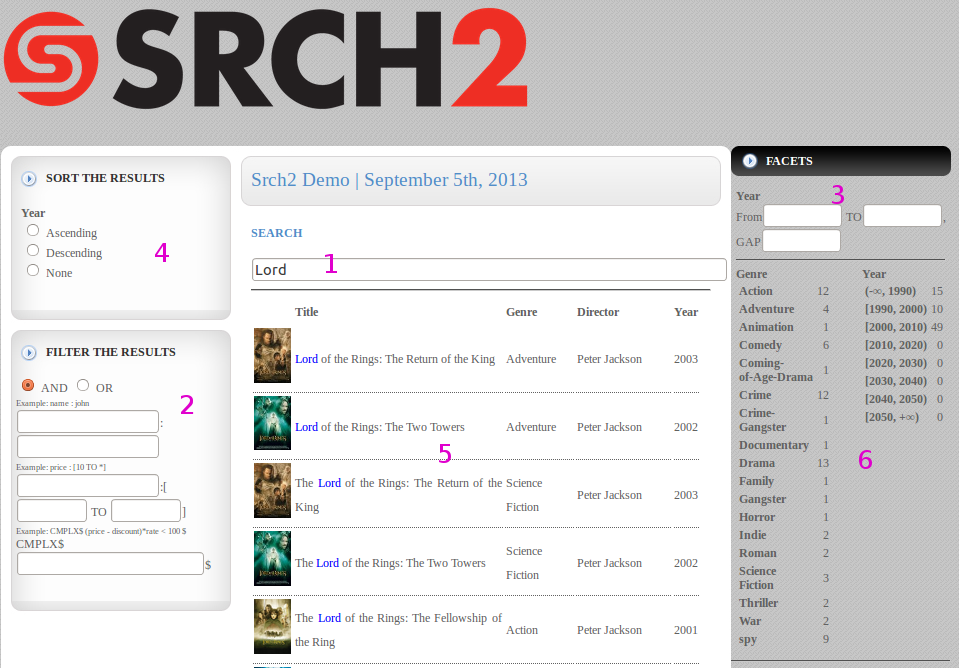 SRCH2
SORT THE RESULTS
Year
Ascending
4
Descending
None
FILTER THE RESULTS
AND OR
2
Example: name : john
:
Example: price : [10 TO *]
:[
TO ]
Example: CMPLX$ (price - discount)*rate < 100 $
CMPLX$
$
Srch2 Demo | September 5th, 2013
SEARCH
Lord 1
Title Genre Director Year
Lord of the Rings: The Return of the King Adventure Peter Jackson 2003
Lord of the Rings: The Two Towers Adventure Peter Jackson 2002
5
The Lord of the Rings: The Return of the
King
Science
Fiction
Peter Jackson 2003
The Lord of the Rings: The Two Towers
Science
Fiction
Peter Jackson 2002
The Lord of the Rings: The Fellowship of
the Ring
Action Peter Jackson 2001
FACETS
Year
3
From TO ,
GAP
Genre Year
Action 12 (-∞, 1990) 15
Adventure 4 [1990, 2000) 10
Animation 1 [2000, 2010) 49
Comedy 6 [2010, 2020) 0
Coming-
of-Age-Drama 1
[2020, 2030) 0
[2030, 2040) 0
Crime 12 [2040, 2050) 0
Crime-
Gangster 1
[2050, +∞) 0
Documentary 1
Drama 13
6
Family 1
Gangster 1
Horror 1
Indie 2
Roman 2
Science
Fiction 3
Thriller 2
War 2
spy 9